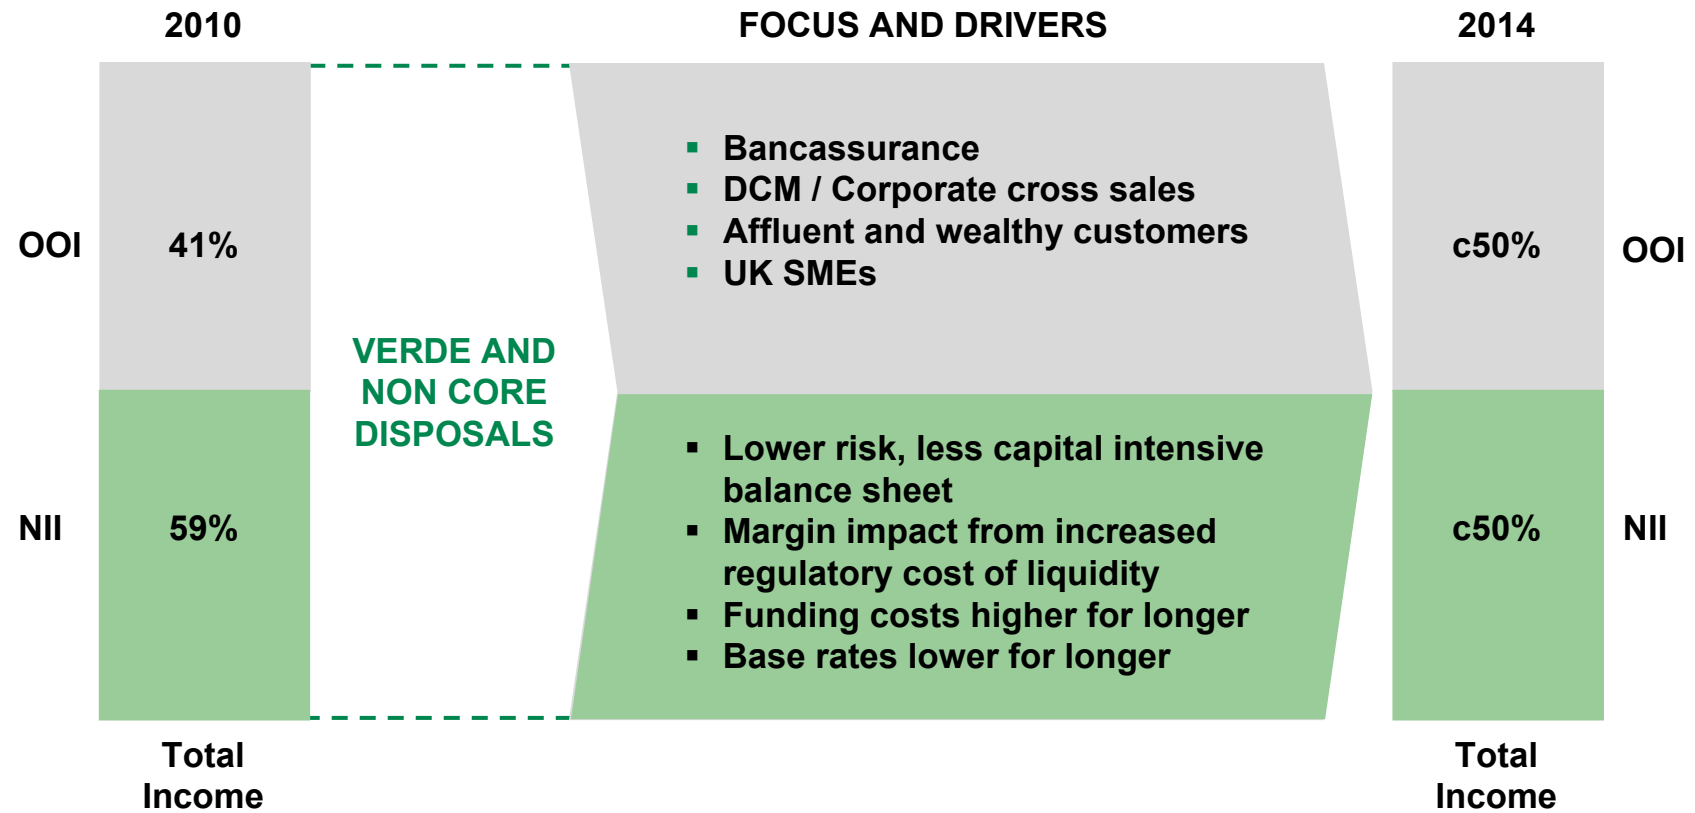 2010
FOCUS AND DRIVERS
2014
OOI
41%
NII
59%
Total
Income
VERDE AND
NON CORE
DISPOSALS
▪ Bancassurance
▪ DCM / Corporate cross sales
▪ Affluent and wealthy customers
▪ UK SMEs
▪ Lower risk, less capital intensive
balance sheet
▪ Margin impact from increased
regulatory cost of liquidity
▪ Funding costs higher for longer
▪ Base rates lower for longer
c50%
OOI
c50%
NII
Total
Income